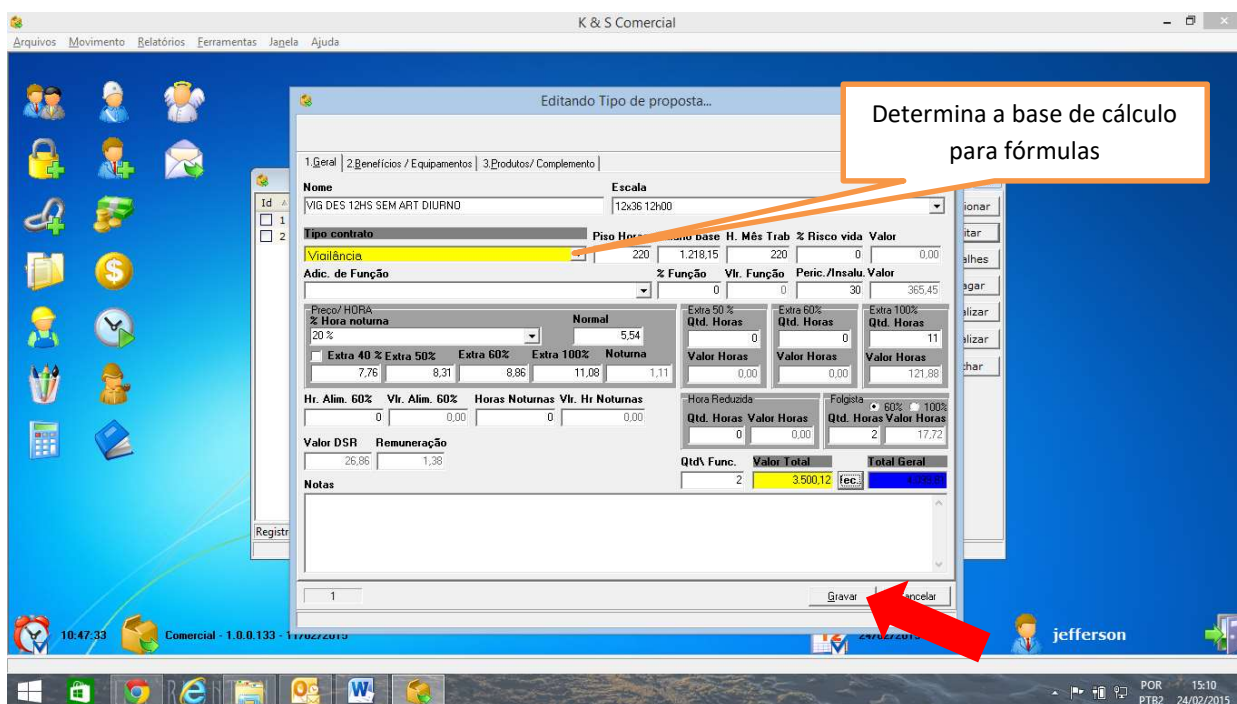 K & S Comercial
Arquivos Movimento Relatórios Ferramentas Janela Ajuda
Editando Tipo de proposta...
Determina a base de cálculo
para fórmulas
1.Geral 2.Benefícios / Equipamentos 3.Produtos/ Complemento
Nome Escala
VIG DES 12HS SEM ART DIURNO 12x36 12h00
Id
1
2
Tipo contrato Piso Horas base H. Mês Trab % Risco vida Valor
Vigilância 220 1.218,15 220 0 0,00
Adic. de Função % Função Vlr. Função Peric./Insalu. Valor
0 0 30 365,45
Preco/ HORA Extra 50 % Extra 60% Extra 100%
% Hora noturna Normal Qtd. Horas Qtd. Horas Qtd. Horas
20 % 5,54 0 0 11
Extra 40 % Extra 50% Extra 60% Extra 100% Noturna Valor Horas Valor Horas Valor Horas
7,76 8,31 8,86 11,08 1,11 0,00 0,00 121,88
Hr. Alim. 60% Vlr. Alim. 60% Horas Noturnas Vlr. Hr Noturnas Hora Reduzida Folgista 60% 100%
0 0,00 0 0,00 Qtd. Horas Valor Horas Qtd. Horas Valor Horas
0 0,00 2 17,72
Valor DSR Remuneração
26,86 1,38
Qtd\ Func. Valor Total Total Geral
2 3.500,12 fec.
Notas
ionar
itar
alhes
agar
alizar
alizar
char
Registr
1 Gravar ancelar
10:47:33 Comercial - 1.0.0.133 -
jefferson
POR 15:10
PTB2 24/02/2015